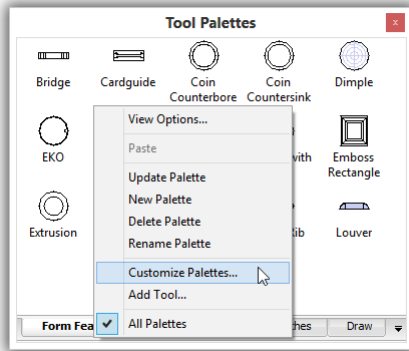 Tool Palettes
Bridge Cardguide Coin Counterbore Coin Countersink Dimple
EKO with Emboss Rectangle
Extrusion Rib Louver
View Options...
Paste
Update Palette
New Palette
Delete Palette
Rename Palette
Customize Palettes...
Add Tool...
All Palettes
Form Fea hes Draw